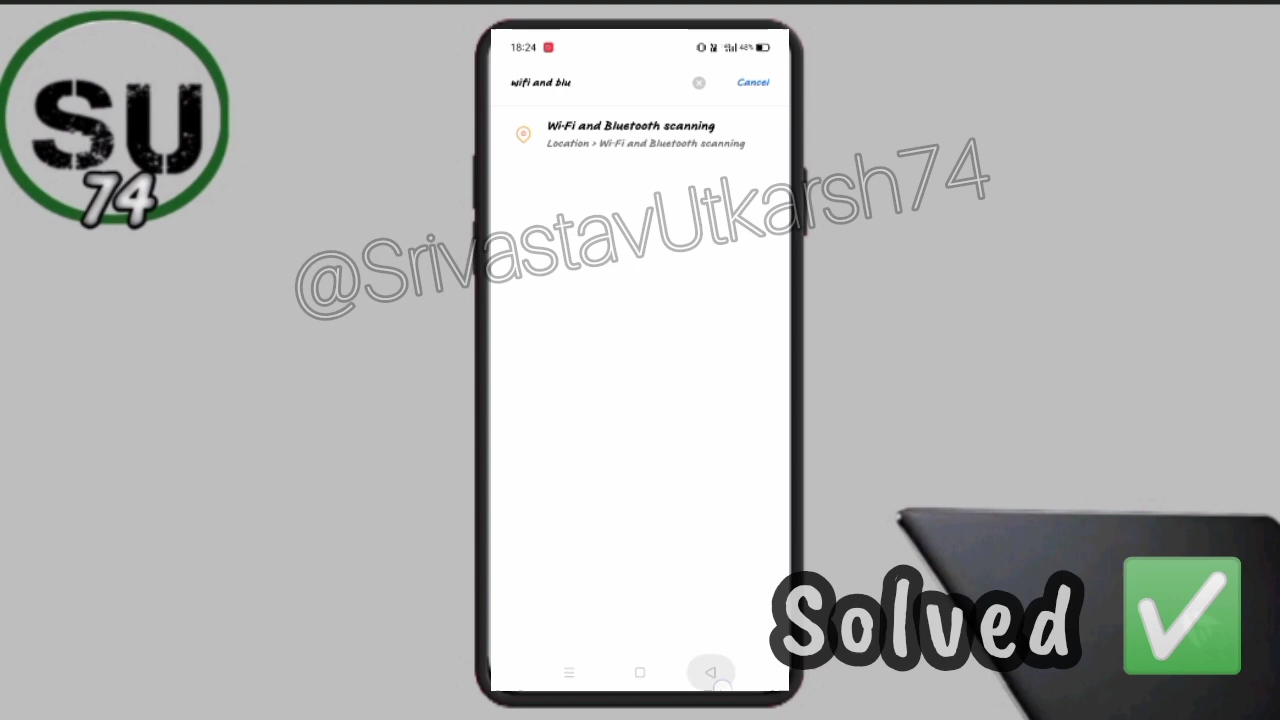 SU
74
18:24
48%
wifi and blu
Cancel
Wi-Fi and Bluetooth scanning
Location > Wi-Fi and Bluetooth scanning
@SrivastavUtkarsh74
Solved